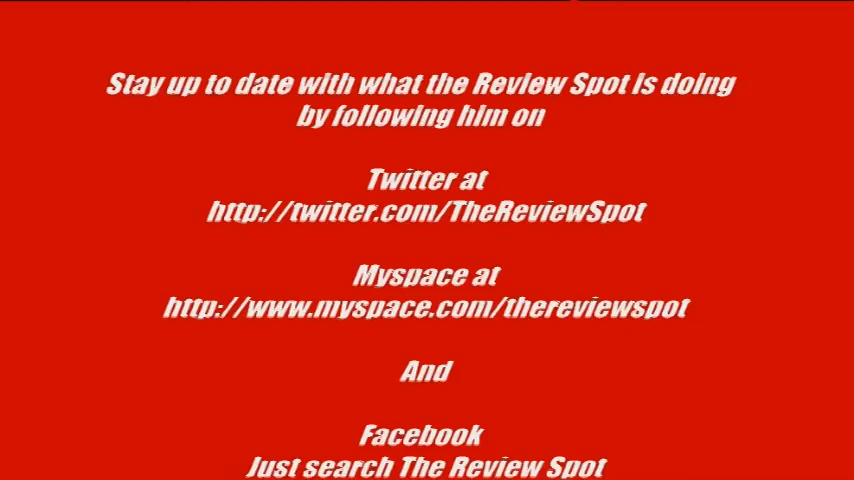 Stay up to date with what the Review Spot is doing
by following him on
Twitter at
http://twitter.com/TheReviewSpot
Myspace at
http://www.myspace.com/thereviewspot
And
Facebook
Just search The Review Spot